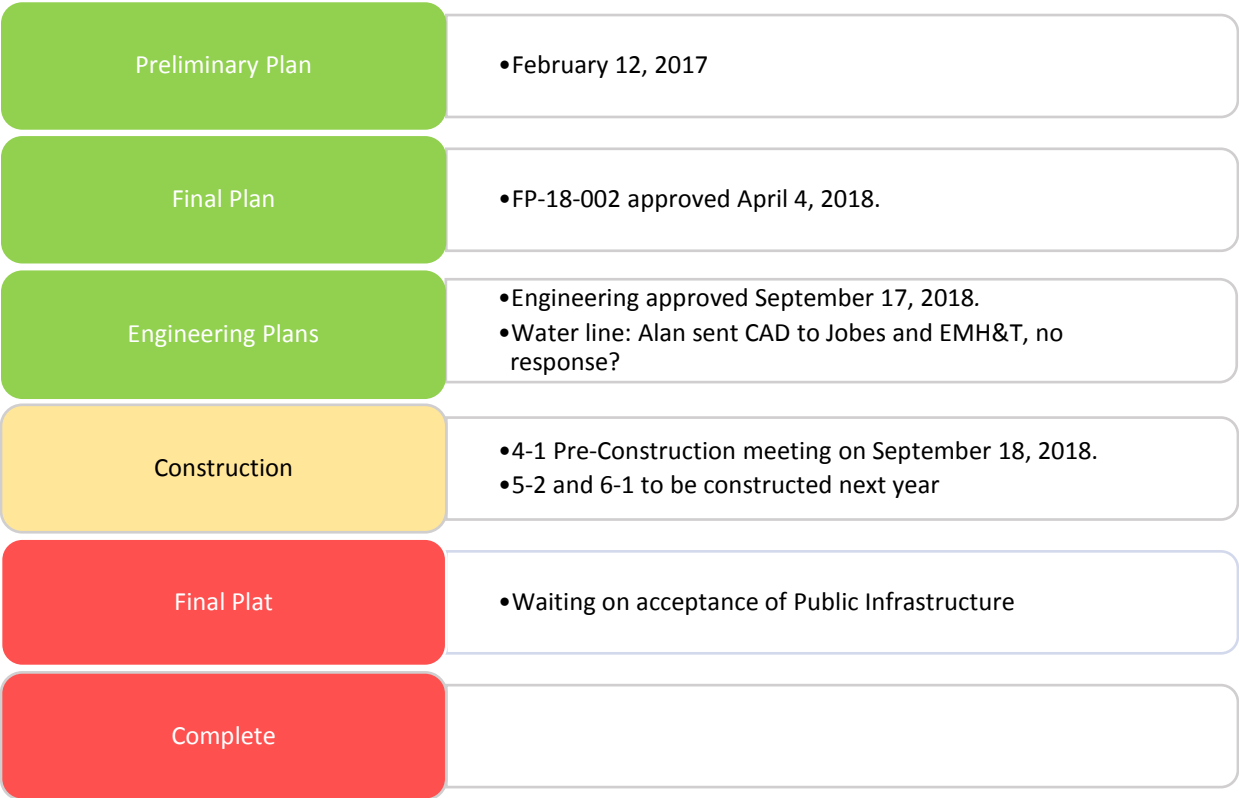 Preliminary Plan
•February 12, 2017
Final Plan
•FP-18-002 approved April 4, 2018.
Engineering Plans
•Engineering approved September 17, 2018.
•Water line: Alan sent CAD to Jobes and EMH&T, no
response?
Construction
•4-1 Pre-Construction meeting on September 18, 2018.
•5-2 and 6-1 to be constructed next year
Final Plat
•Waiting on acceptance of Public Infrastructure
Complete